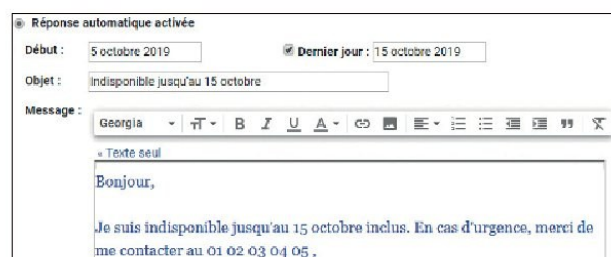 Réponse automatique activée
Début : 5 octobre 2019 Dernier jour : 15 octobre 2019
Objet : Indisponible jusqu'au 15 octobre
Message :
Georgia B I U A
« Texte seul
Bonjour,
Je suis indisponible jusqu'au 15 octobre inclus. En cas d'urgence, merci de
me contacter au 01 02 03 04 05 .